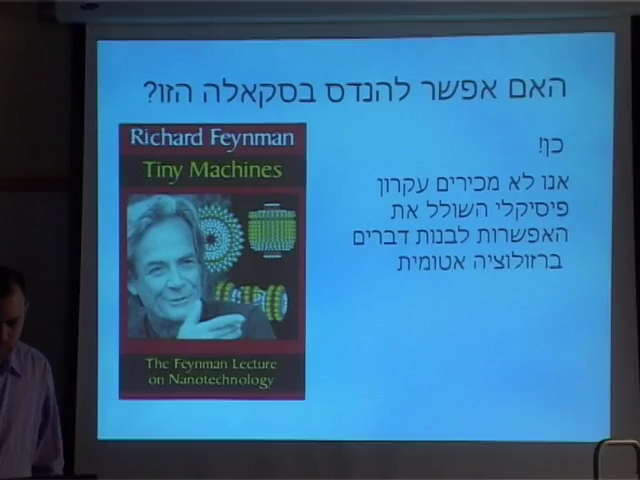 האם אפשר להנדס בסקאלה הזו?
כן!
אנו לא מכירים עקרון
פיסיקלי השולל את
האפשרות לבנות דברים
ברזולוציה אטומית
Richard Feynman
Tiny Machines
The Feynman Lecture
on Nanotechnology